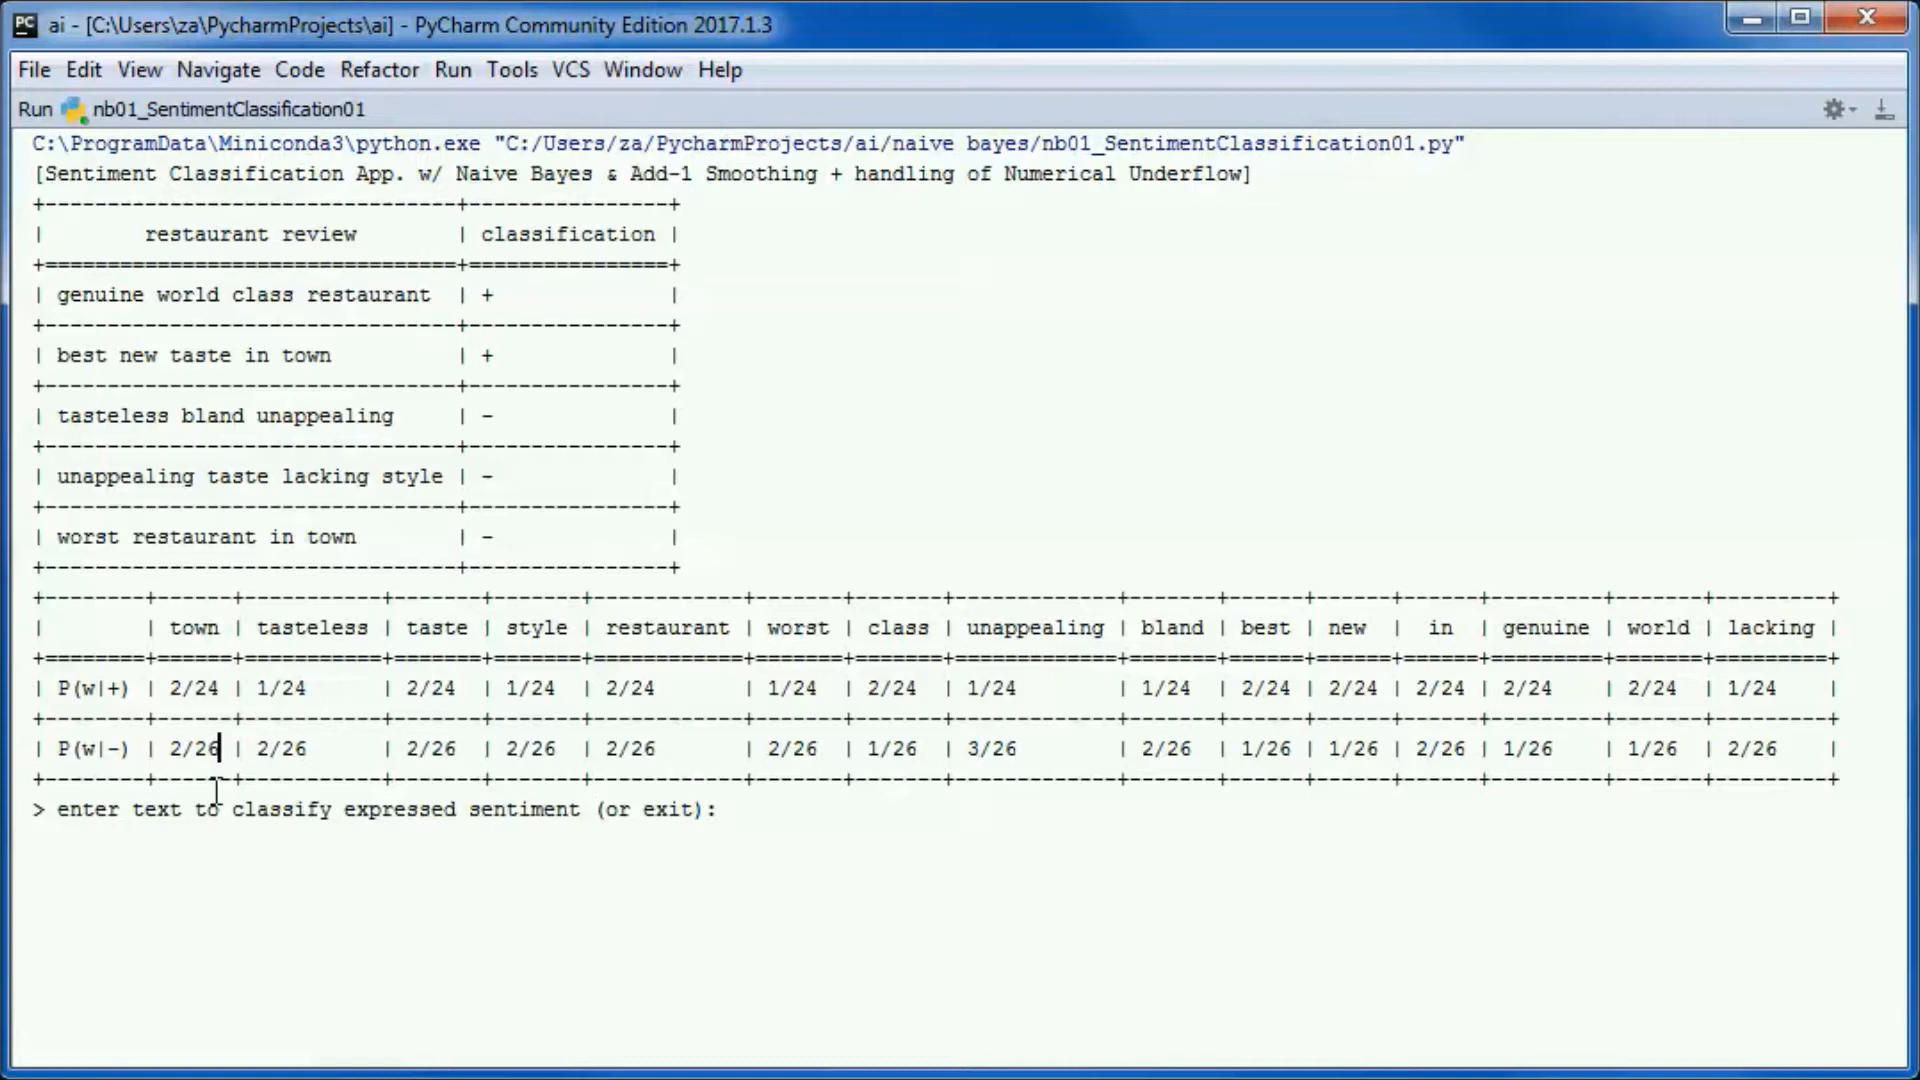 ai - [C:\Users\za\PycharmProjects\ai] - PyCharm Community Edition 2017.1.3
File Edit View Navigate Code Refactor Run Tools VCS Window Help
Run nb01_SentimentClassification01
C:\ProgramData\Miniconda3\python.exe "C:/Users/za/PycharmProjects/ai/naive bayes/nb01_SentimentClassification01.py"
[Sentiment Classification App. w/ Naive Bayes & Add-1 Smoothing + handling of Numerical Underflow]
| restaurant review | classification |
| genuine world class restaurant | + |
| best new taste in town | + |
| tasteless bland unappealing | - |
| unappealing taste lacking style | - |
| worst restaurant in town | - |
| | town | tasteless | taste | style | restaurant | worst | class | unappealing | bland | best | new | in | genuine | world | lacking |
| P(w|+) | 2/24 | 1/24 | 2/24 | 1/24 | 2/24 | 1/24 | 2/24 | 1/24 | 1/24 | 2/24 | 2/24 | 2/24 | 2/24 | 2/24 | 1/24 |
| P(w|-) | 2/26 | 2/26 | 2/26 | 2/26 | 2/26 | 2/26 | 1/26 | 3/26 | 2/26 | 1/26 | 1/26 | 2/26 | 1/26 | 1/26 | 2/26 |
> enter text to classify expressed sentiment (or exit):